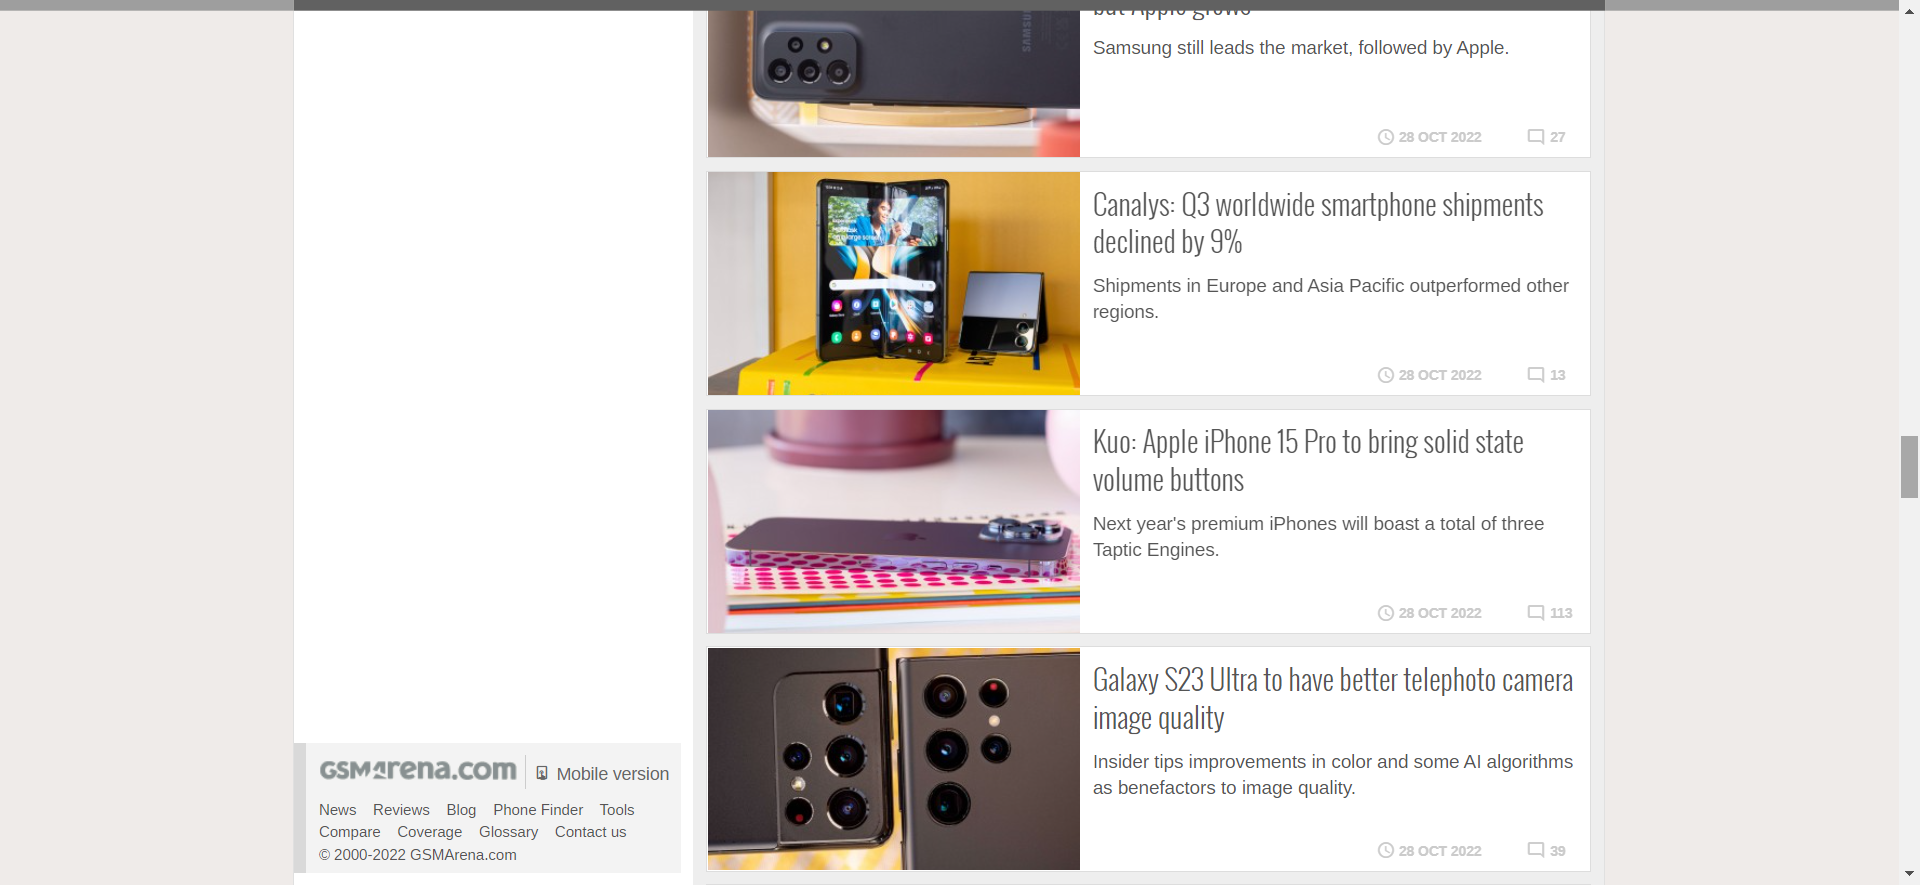 SAMSUNG
Samsung still leads the market, followed by Apple.
28 OCT 2022 27
Canalys: Q3 worldwide smartphone shipments
declined by 9%
Shipments in Europe and Asia Pacific outperformed other
regions.
28 OCT 2022 13
Kuo: Apple iPhone 15 Pro to bring solid state
volume buttons
Next year's premium iPhones will boast a total of three
Taptic Engines.
28 OCT 2022 113
Galaxy S23 Ultra to have better telephoto camera
image quality
Insider tips improvements in color and some AI algorithms
as benefactors to image quality.
28 OCT 2022 39
GSMArena.com Mobile version
News Reviews Blog Phone Finder Tools
Compare Coverage Glossary Contact us
© 2000-2022 GSMArena.com